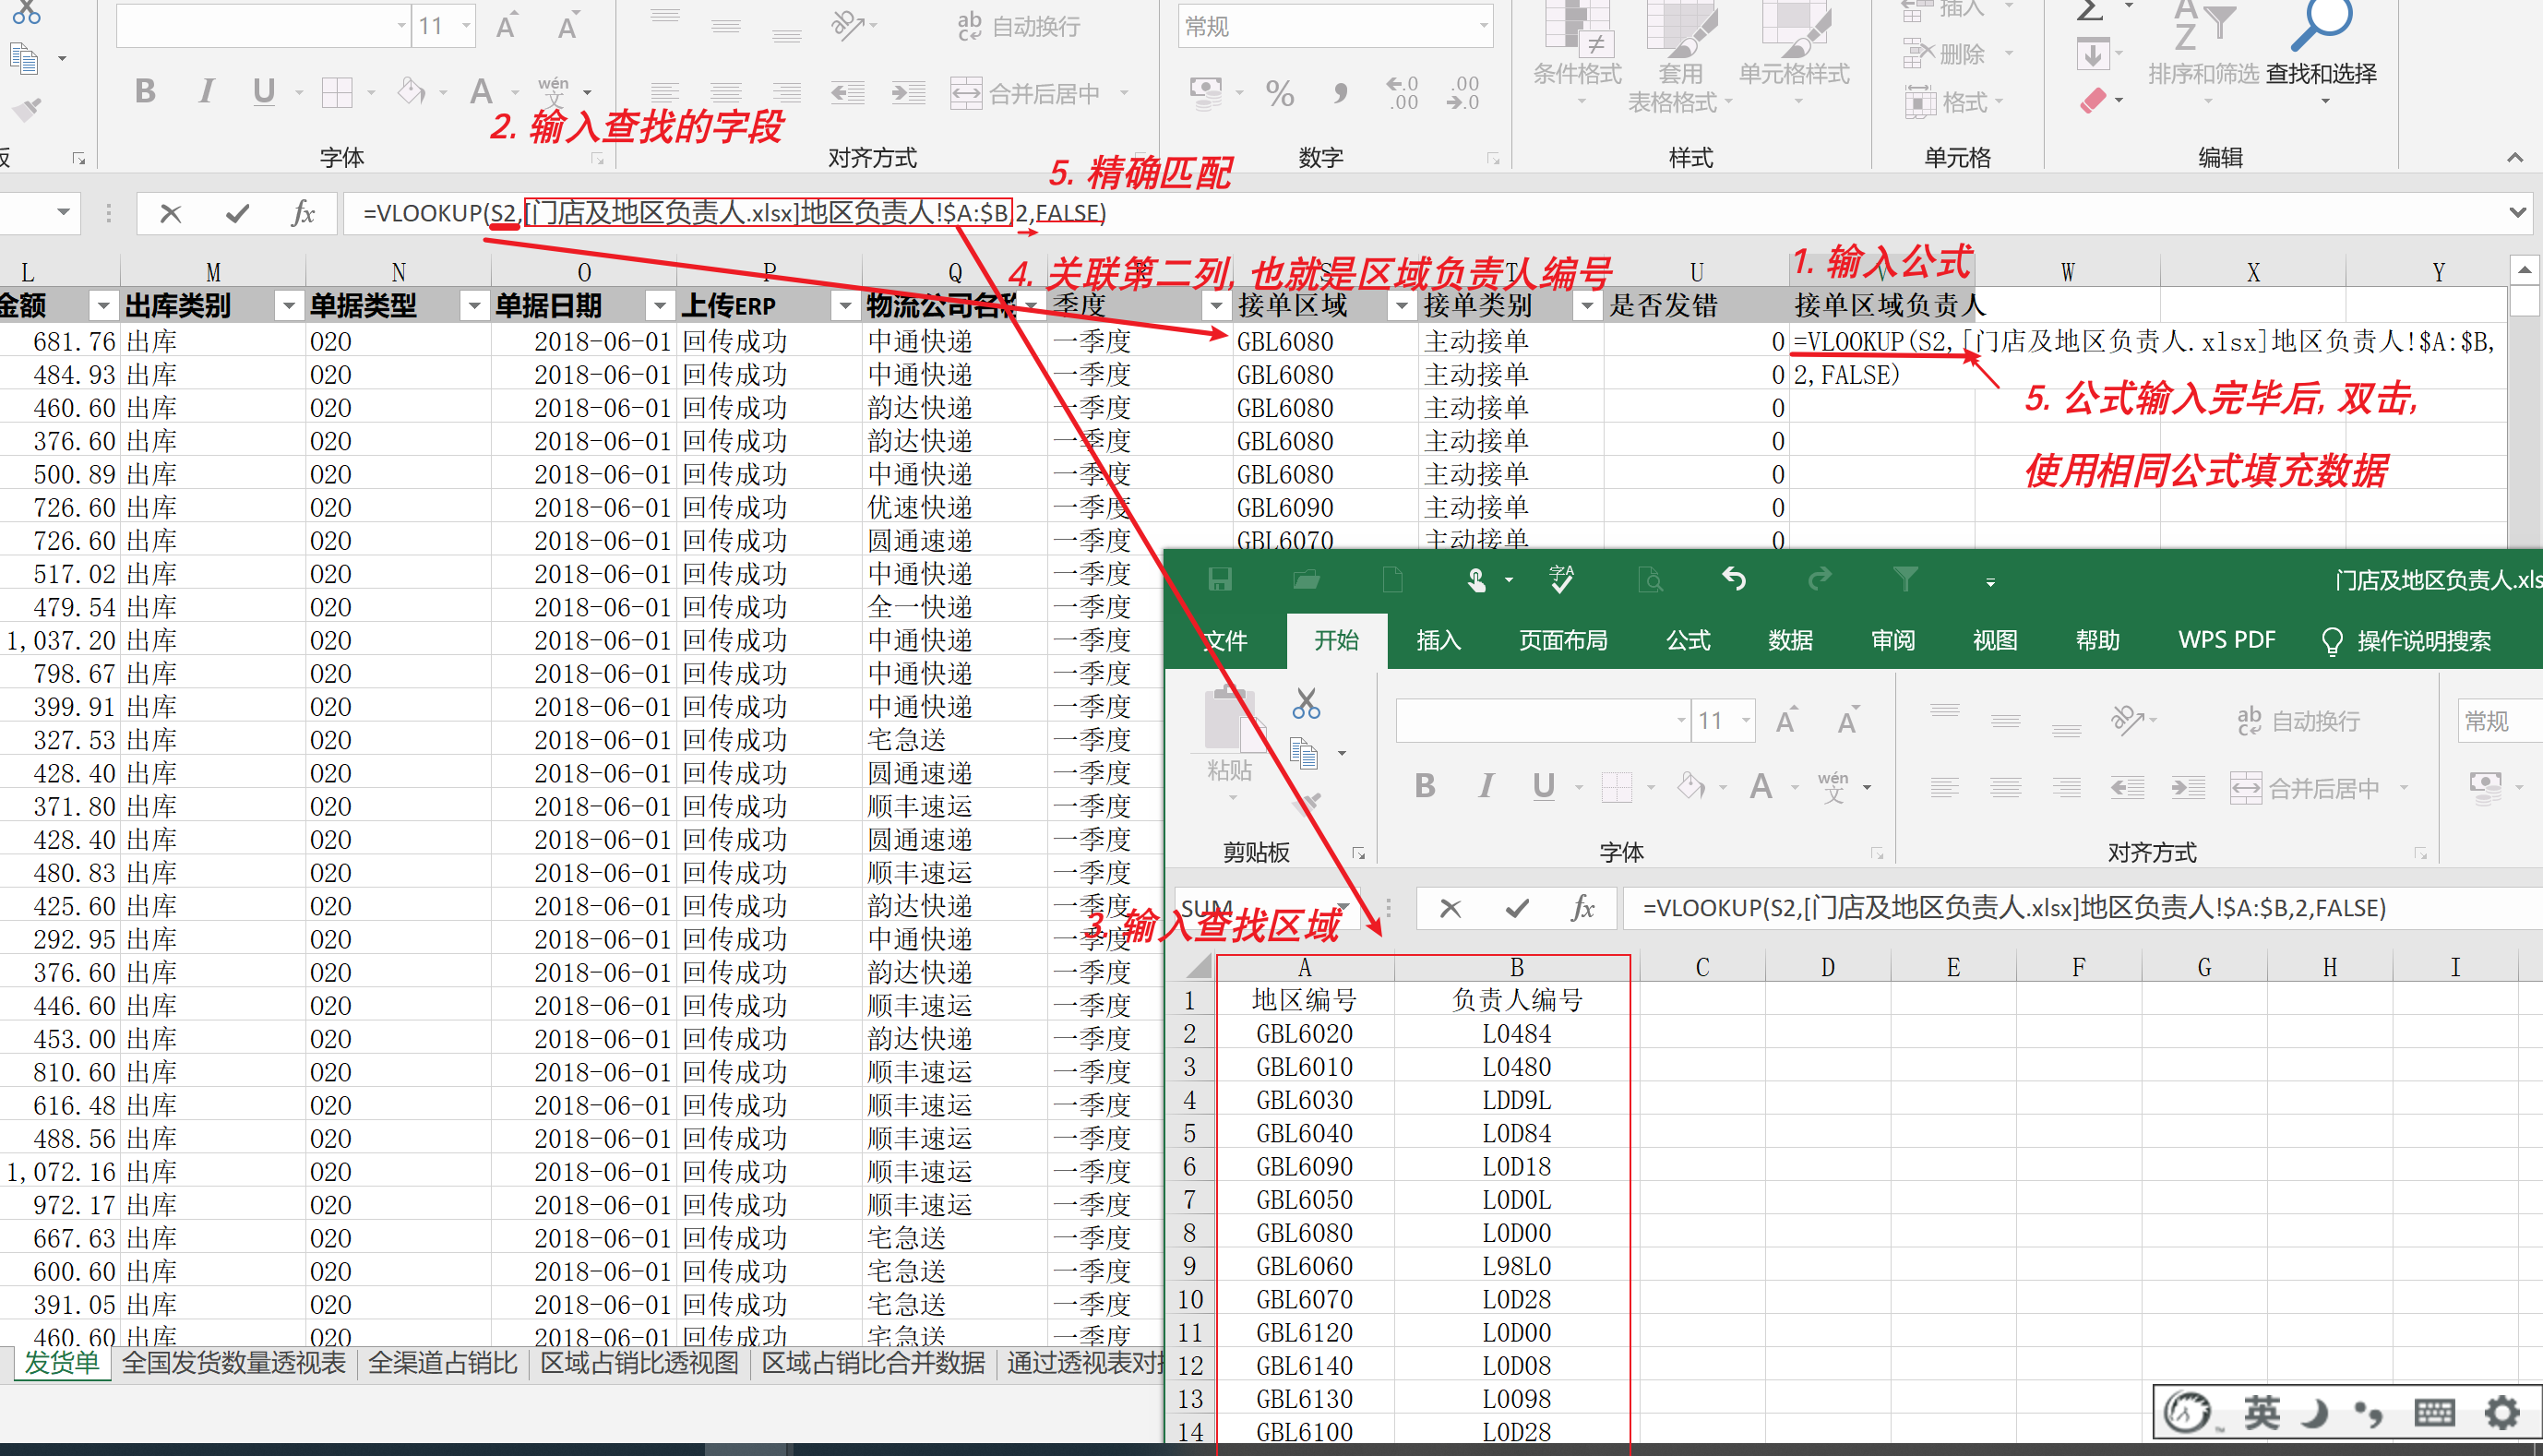 11
自动换行
常规
B I U
wén
文
合并后居中
%
条件格式
套用
表格格式
单元格样式
插入
删除
格式
排序和筛选
查找和选择
字体
对齐方式
数字
样式
单元格
编辑
2. 输入查找的字段
5. 精确匹配
=VLOOKUP(S2,[门店及地区负责人.xlsx]地区负责人!$A:$B,2,FALSE)
4. 关联第二列, 也就是区域负责人编号
1. 输入公式
L M N O P Q R S T U V W X Y
金额 出库类别 单据类型 单据日期 上传ERP 物流公司名称 季度 接单区域 接单类别 是否发错 接单区域负责人
681.76 出库 O2O 2018-06-01 回传成功 中通快递 一季度 GBL6080 主动接单 0 =VLOOKUP(S2,[门店及地区负责人.xlsx]地区负责人!$A:$B,
484.93 出库 O2O 2018-06-01 回传成功 中通快递 一季度 GBL6080 主动接单 0 2,FALSE)
460.60 出库 O2O 2018-06-01 回传成功 韵达快递 一季度 GBL6080 主动接单 0
376.60 出库 O2O 2018-06-01 回传成功 韵达快递 一季度 GBL6080 主动接单 0
500.89 出库 O2O 2018-06-01 回传成功 中通快递 一季度 GBL6080 主动接单 0
726.60 出库 O2O 2018-06-01 回传成功 优速快递 一季度 GBL6090 主动接单 0
726.60 出库 O2O 2018-06-01 回传成功 圆通速递 一季度 GBL6070 主动接单 0
5. 公式输入完毕后, 双击,
使用相同公式填充数据
517.02 出库 O2O 2018-06-01 回传成功 中通快递 一季度
479.54 出库 O2O 2018-06-01 回传成功 全一快递 一季度
1,037.20 出库 O2O 2018-06-01 回传成功 中通快递 一季度
798.67 出库 O2O 2018-06-01 回传成功 中通快递 一季度
399.91 出库 O2O 2018-06-01 回传成功 中通快递 一季度
327.53 出库 O2O 2018-06-01 回传成功 宅急送 一季度
428.40 出库 O2O 2018-06-01 回传成功 圆通速递 一季度
371.80 出库 O2O 2018-06-01 回传成功 顺丰速运 一季度
428.40 出库 O2O 2018-06-01 回传成功 圆通速递 一季度
480.83 出库 O2O 2018-06-01 回传成功 顺丰速运 一季度
425.60 出库 O2O 2018-06-01 回传成功 韵达快递 一季度
292.95 出库 O2O 2018-06-01 回传成功 中通快递 一季度
376.60 出库 O2O 2018-06-01 回传成功 韵达快递 一季度
446.60 出库 O2O 2018-06-01 回传成功 顺丰速运 一季度
453.00 出库 O2O 2018-06-01 回传成功 韵达快递 一季度
810.60 出库 O2O 2018-06-01 回传成功 顺丰速运 一季度
616.48 出库 O2O 2018-06-01 回传成功 顺丰速运 一季度
488.56 出库 O2O 2018-06-01 回传成功 顺丰速运 一季度
1,072.16 出库 O2O 2018-06-01 回传成功 顺丰速运 一季度
972.17 出库 O2O 2018-06-01 回传成功 顺丰速运 一季度
667.63 出库 O2O 2018-06-01 回传成功 宅急送 一季度
600.60 出库 O2O 2018-06-01 回传成功 宅急送 一季度
391.05 出库 O2O 2018-06-01 回传成功 宅急送 一季度
460.60 出库 O2O 2018-06-01 回传成功 宅急送 一季度
发货单 全国发货数量透视表 全渠道占销比 区域占销比透视图 区域占销比合并数据 通过透视表对
门店及地区负责人.xls
文件 开始 插入 页面布局 公式 数据 审阅 视图 帮助 WPS PDF 操作说明搜索
粘贴
11
自动换行
常规
B I U
wén
文
合并后居中
剪贴板
字体
对齐方式
SUM
=VLOOKUP(S2,[门店及地区负责人.xlsx]地区负责人!$A:$B,2,FALSE)
3. 输入查找区域
A B C D E F G H I
1 地区编号 负责人编号
2 GBL6020 L0484
3 GBL6010 L0480
4 GBL6030 LDD9L
5 GBL6040 L0D84
6 GBL6090 L0D18
7 GBL6050 L0D0L
8 GBL6080 L0D00
9 GBL6060 L98L0
10 GBL6070 L0D28
11 GBL6120 L0D00
12 GBL6140 L0D08
13 GBL6130 L0098
14 GBL6100 L0D28
英